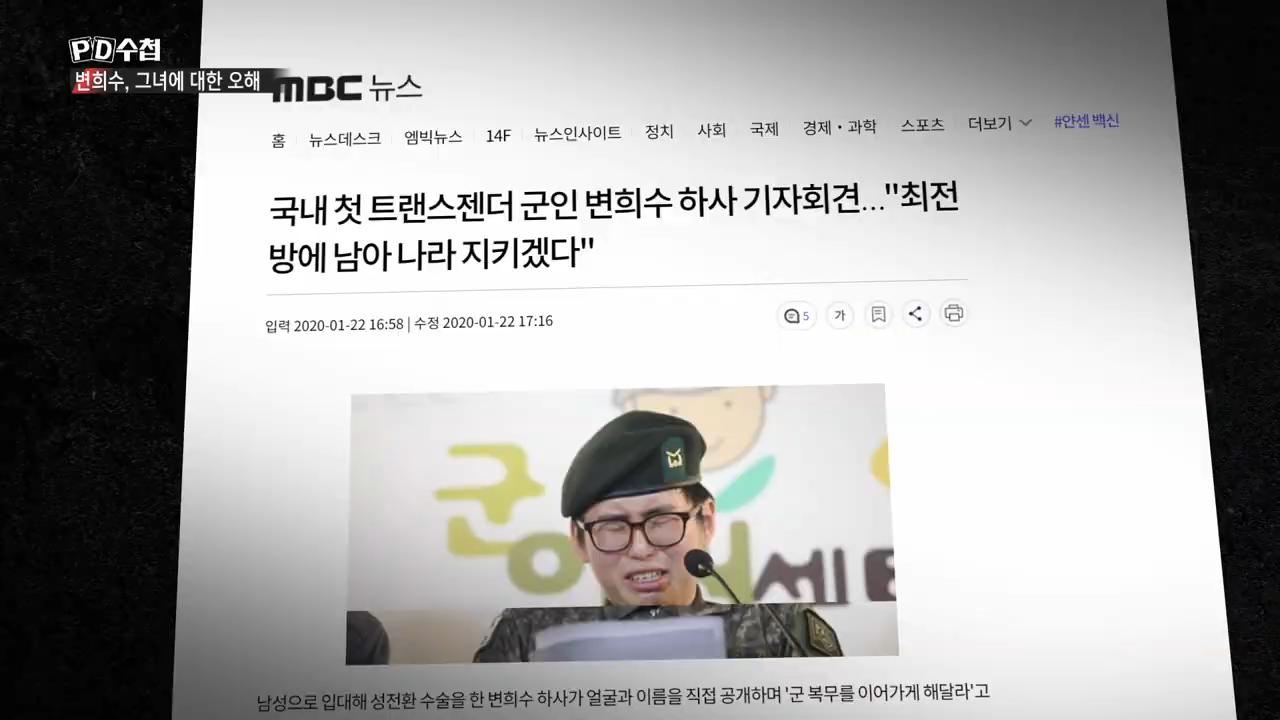 PD수첩
변희수, 그녀에 대한 오해
MBC 뉴스
홈 뉴스데스크 엠빅뉴스 14F 뉴스인사이트 정치 사회 국제 경제・과학 스포츠 더보기 #얀센 백신
국내 첫 트랜스젠더 군인 변희수 하사 기자회견..."최전
방에 남아 나라 지키겠다"
입력 2020-01-22 16:58 | 수정 2020-01-22 17:16
5 가
군
세
남성으로 입대해 성전환 수술을 한 변희수 하사가 얼굴과 이름을 직접 공개하며 '군 복무를 이어가게 해달라'고